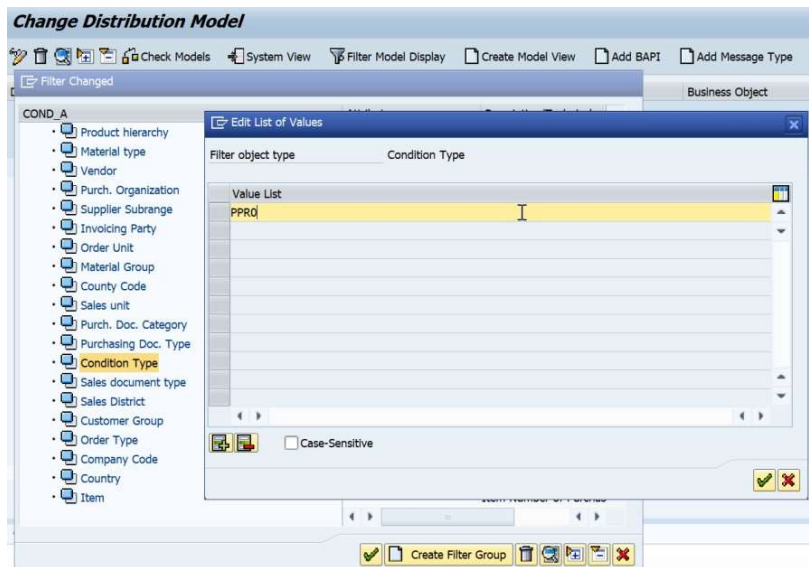 Change Distribution Model
Check Models System View Filter Model Display Create Model View Add BAPI Add Message Type
Filter Changed
Business Object
COND_A
Edit List of Values
Filter object type Condition Type
Value List
PPR0
Product hierarchy
Material type
Vendor
Purch. Organization
Supplier Subrange
Invoicing Party
Order Unit
Material Group
County Code
Sales unit
Purch. Doc. Category
Purchasing Doc. Type
Condition Type
Sales document type
Sales District
Customer Group
Order Type
Company Code
Country
Item
Case-Sensitive
Create Filter Group